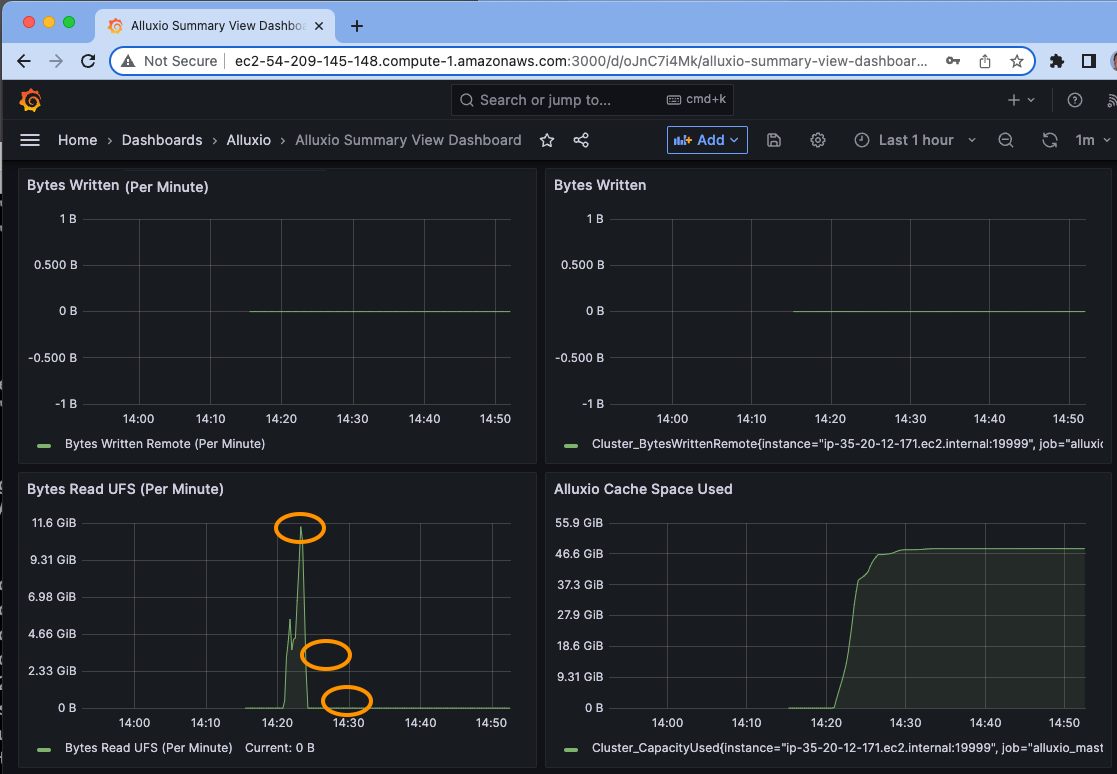 Alluxio Summary View Dashboa
Not Secure ec2-54-209-145-148.compute-1.amazonaws.com:3000/d/oJnC7i4Mk/alluxio-summary-view-dashboar...
Search or jump to... cmd+k
Home › Dashboards › Alluxio › Alluxio Summary View Dashboard Add Last 1 hour 1m
Bytes Written (Per Minute)
1 B
0.500 B
0 B
-0.500 B
-1 B
14:00 14:10 14:20 14:30 14:40 14:50
Bytes Written Remote (Per Minute)
Bytes Written
1 B
0.500 B
0 B
-0.500 B
-1 B
14:00 14:10 14:20 14:30 14:40 14:50
Cluster_BytesWrittenRemote{instance="ip-35-20-12-171.ec2.internal:19999", job="alluxic
Bytes Read UFS (Per Minute)
11.6 GiB
9.31 GiB
6.98 GiB
4.66 GiB
2.33 GiB
0 B
14:00 14:10 14:20 14:30 14:40 14:50
Bytes Read UFS (Per Minute) Current: 0 B
Alluxio Cache Space Used
55.9 GiB
46.6 GiB
37.3 GiB
27.9 GiB
18.6 GiB
9.31 GiB
0 B
14:00 14:10 14:20 14:30 14:40 14:50
Cluster_CapacityUsed{instance="ip-35-20-12-171.ec2.internal:19999", job="alluxio_mast